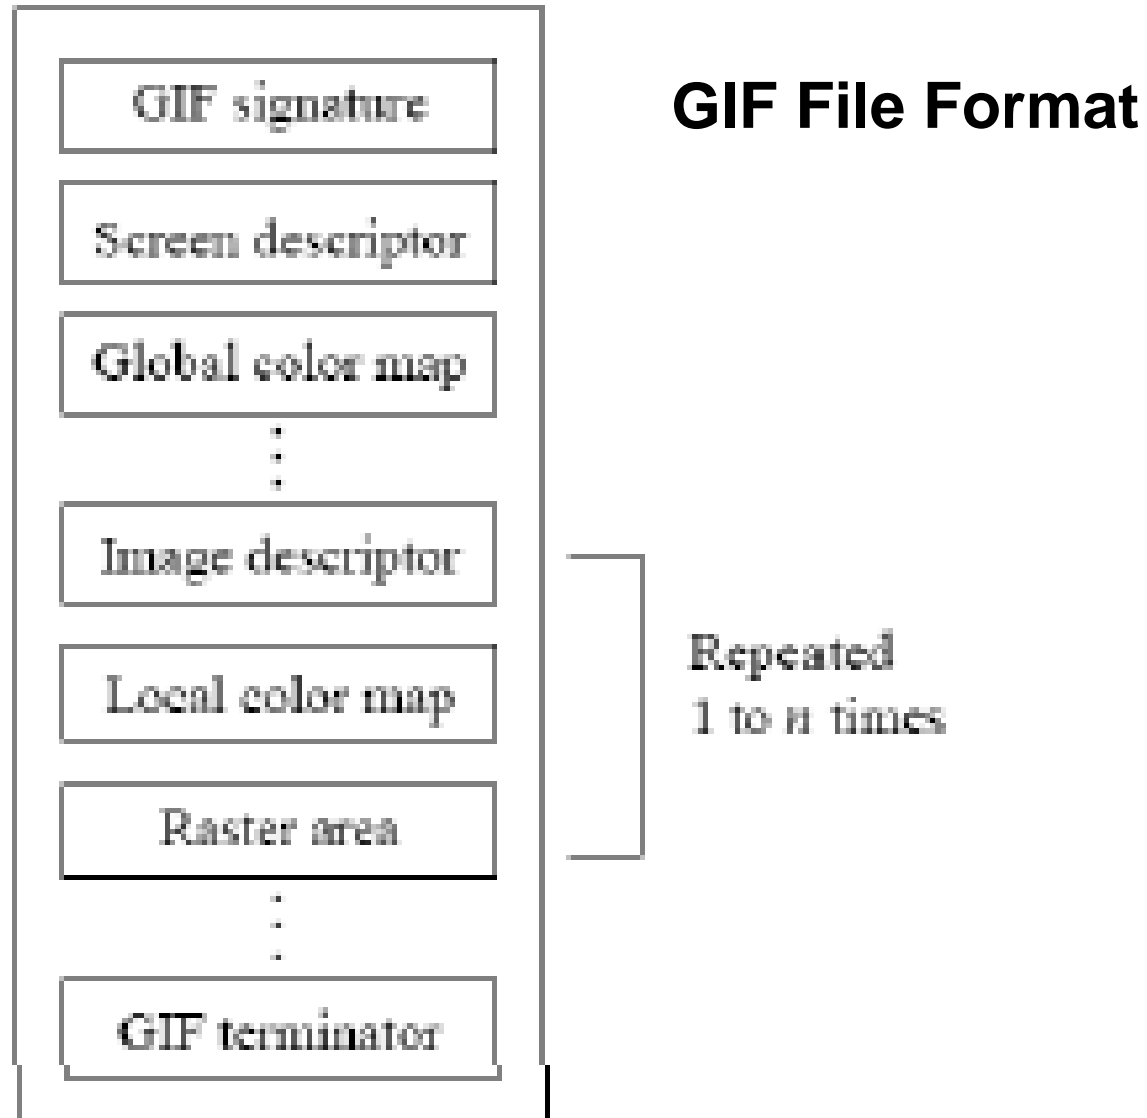 GIF File Format
GIF signature
Screen descriptor
Global color map
Image descriptor
Local color map
Raster area
Repeated
1 to n times
GIF terminator